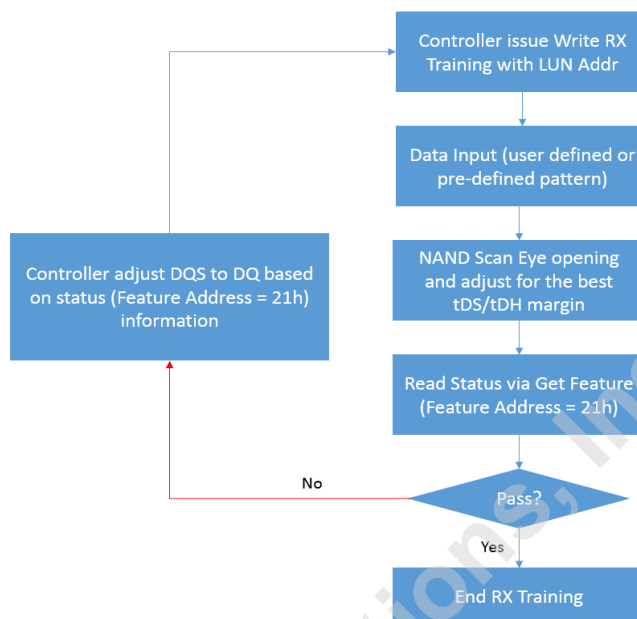 Controller issue Write RX
Training with LUN Addr
Data Input (user defined or
pre-defined pattern)
NAND Scan Eye opening
and adjust for the best
tDS/tDH margin
Controller adjust DQS to DQ based
on status (Feature Address = 21h)
information
Read Status via Get Feature
(Feature Address = 21h)
No
Pass?
Yes
End RX Training